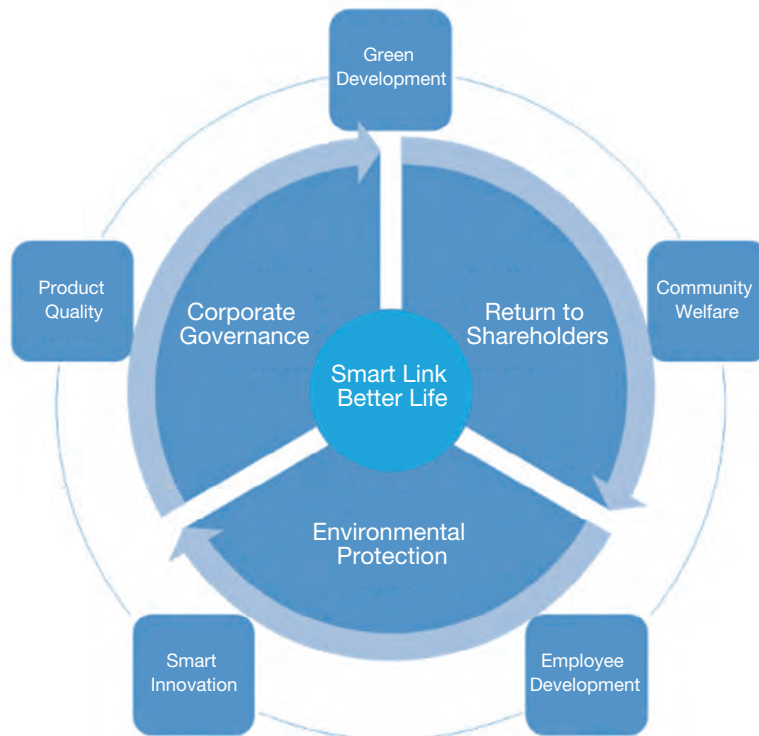 Green
Development
Product
Quality
Community
Welfare
Corporate
Governance
Return to
Shareholders
Smart Link
Better Life
Environmental
Protection
Smart
Innovation
Employee
Development